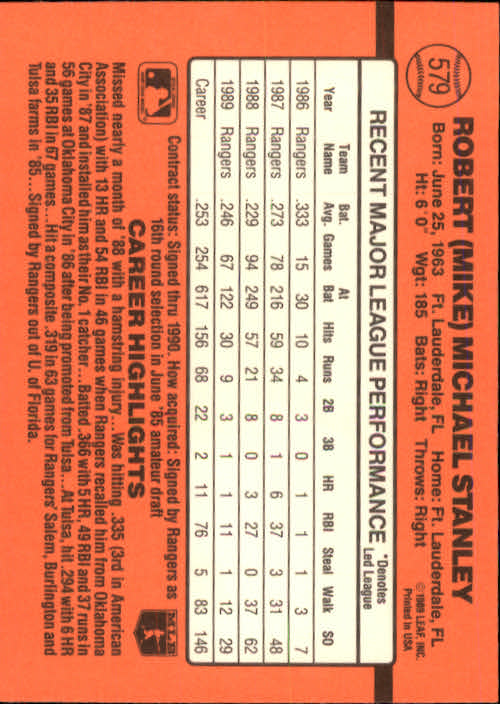 579
ROBERT (MIKE) MICHAEL STANLEY
Born: June 25, 1963 Ft. Lauderdale, FL Home: Ft. Lauderdale, FL
Ht: 6'0" Wgt: 185 Bats: Right Throws: Right
©1989 LEAF, INC.
Printed in USA
RECENT MAJOR LEAGUE PERFORMANCE *Denotes Led League
Year Team Name Bat. Avg. Games At Bat Hits Runs 2B 3B HR RBI Steal Walk SO
1986 Rangers .333 15 30 10 4 3 0 1 1 1 3 7
1987 Rangers .273 78 216 59 34 8 1 6 37 3 31 48
1988 Rangers .229 94 249 57 21 8 0 3 27 0 37 62
1989 Rangers .246 67 122 30 9 3 1 1 11 1 12 29
Career .253 254 617 156 68 22 2 11 76 5 83 146
Contract status: Signed thru 1990. How acquired: Signed by Rangers as
16th round selection in June '85 amateur draft
MLB
CAREER HIGHLIGHTS
Missed nearly a month of '88 with a hamstring injury...Was hitting .335 (3rd in American
Association) with 13 HR and 54 RBI in 46 games when Rangers recalled him from Oklahoma
City in '87 and installed him as their No. 1 catcher...Batted .366 with 5 HR, 49 RBI and 37 runs in
56 games at Oklahoma City in '86 after being promoted from Tulsa...At Tulsa, hit .294 with 6 HR
and 35 RBI in 67 games...Hit a composite .319 in 63 games for Rangers' Salem, Burlington and
Tulsa farms in '85...Signed by Rangers out of U. of Florida.